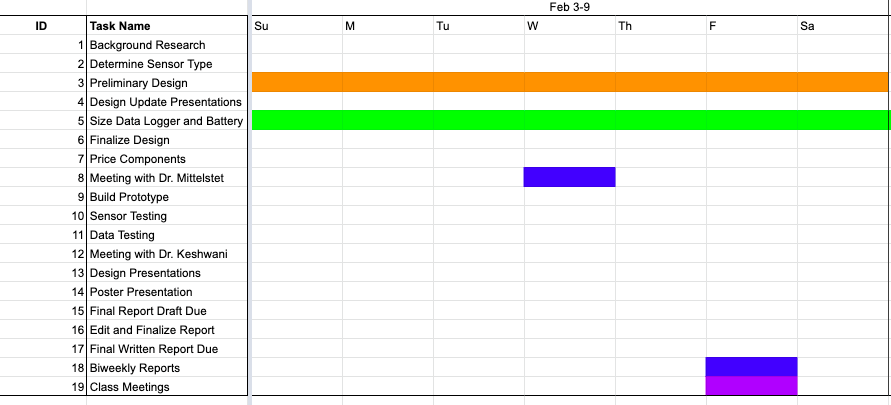 Feb 3-9
ID Task Name Su M Tu W Th F Sa
1 Background Research
2 Determine Sensor Type
3 Preliminary Design
4 Design Update Presentations
5 Size Data Logger and Battery
6 Finalize Design
7 Price Components
8 Meeting with Dr. Mittelstet
9 Build Prototype
10 Sensor Testing
11 Data Testing
12 Meeting with Dr. Keshwani
13 Design Presentations
14 Poster Presentation
15 Final Report Draft Due
16 Edit and Finalize Report
17 Final Written Report Due
18 Biweekly Reports
19 Class Meetings